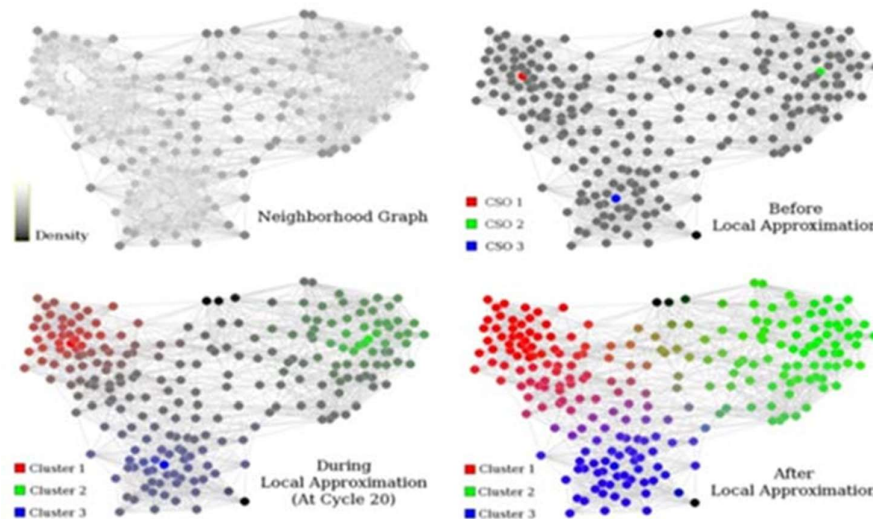 Neighborhood Graph
Density
CSO 1
CSO 2
CSO 3
Before
Local Approximation
Cluster 1
Cluster 2
Cluster 3
During
Local Approximation
(At Cycle 20)
Cluster 1
Cluster 2
Cluster 3
After
Local Approximation